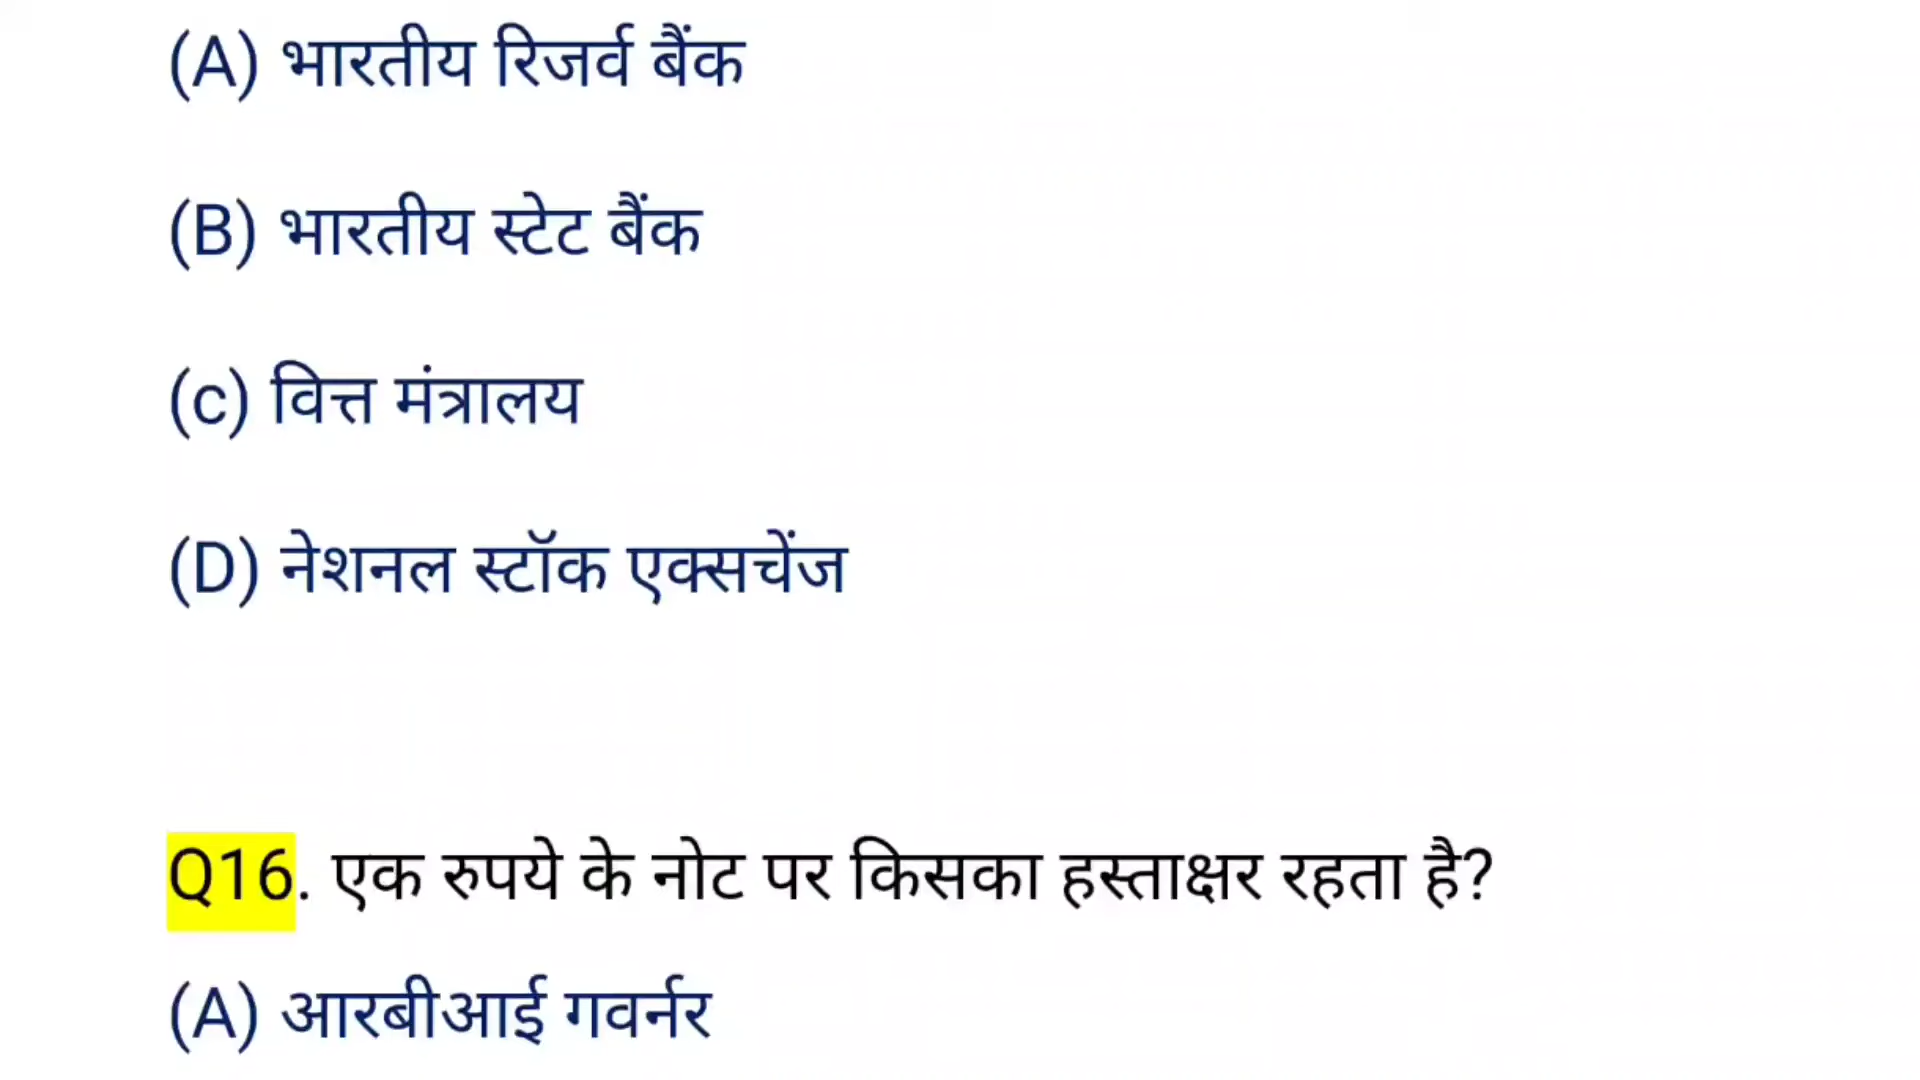 (A) भारतीय रिजर्व बैंक
(B) भारतीय स्टेट बैंक
(c) वित्त मंत्रालय
(D) नेशनल स्टॉक एक्सचेंज
Q16. एक रुपये के नोट पर किसका हस्ताक्षर रहता है?
(A) आरबीआई गवर्नर